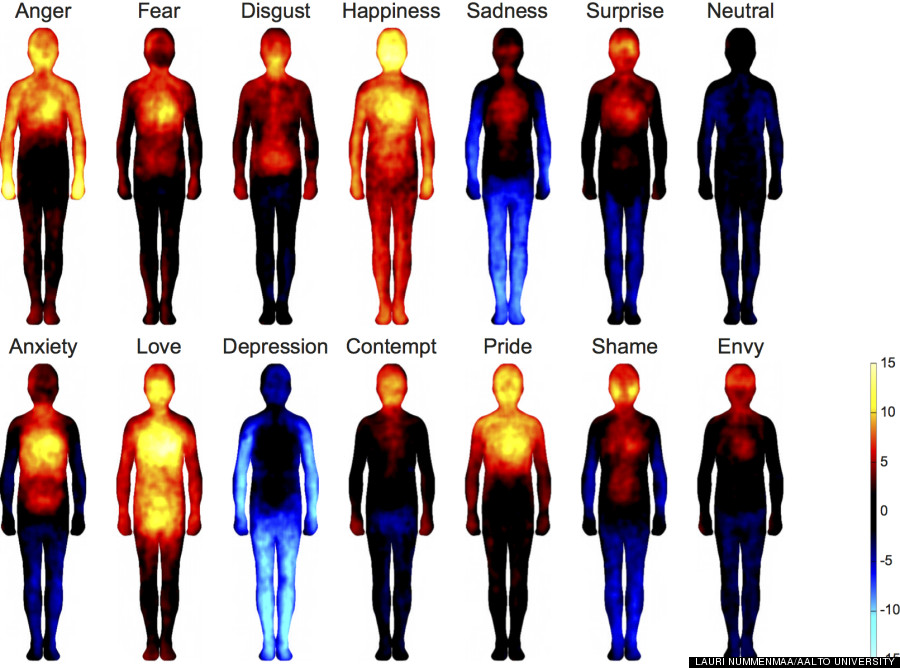 Anger Fear Disgust Happiness Sadness Surprise Neutral
Anxiety Love Depression Contempt Pride Shame Envy
15
10
5
0
-5
-10
LAURI NUMMENMAA/AALTO UNIVERSITY